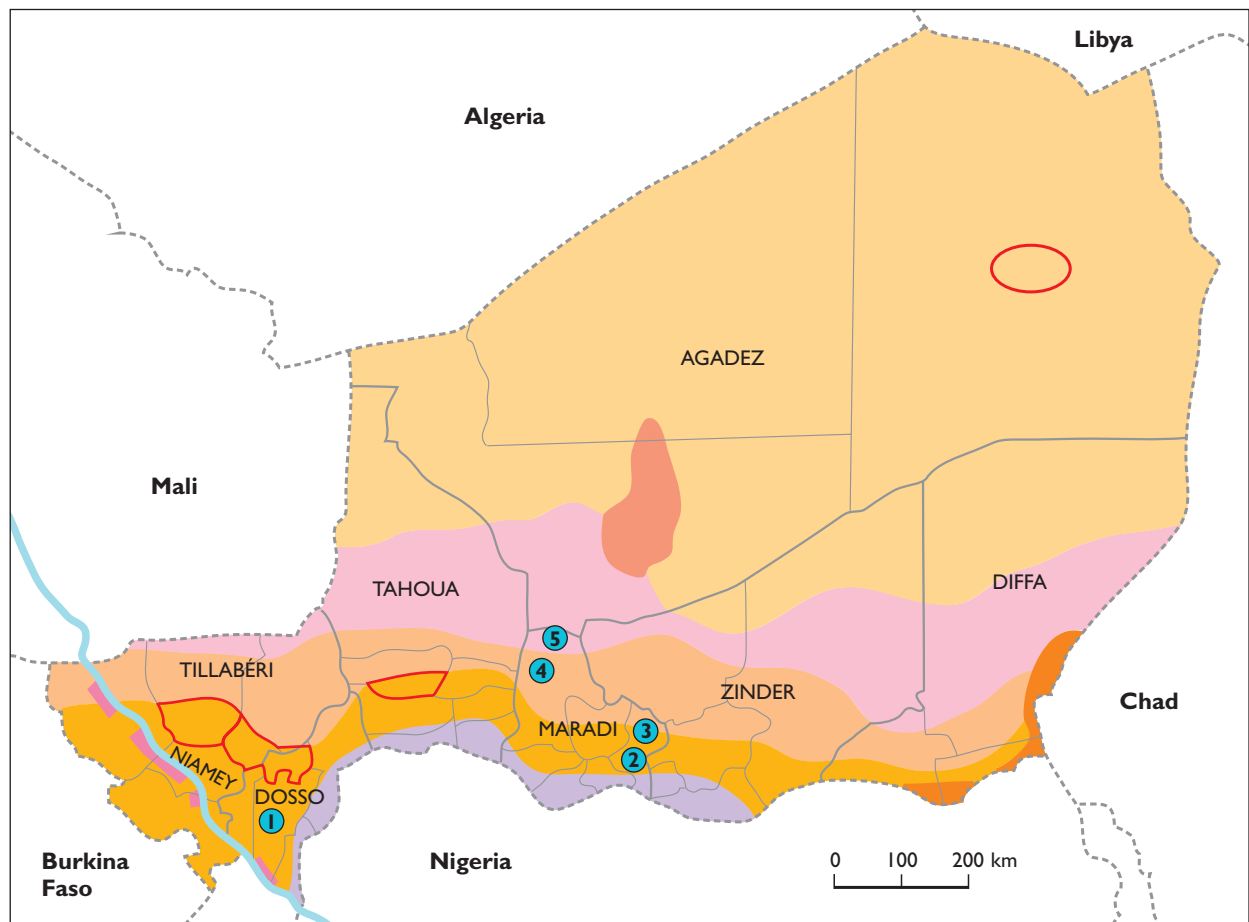 Libya
Algeria
AGADEZ
Mali
TAHOUA
DIFFA
5
TILLABÉRI
4
ZINDER
Chad
3
MARADI
2
NIAMEY
DOSSO
1
Burkina
Faso
Nigeria
0 100 200 km